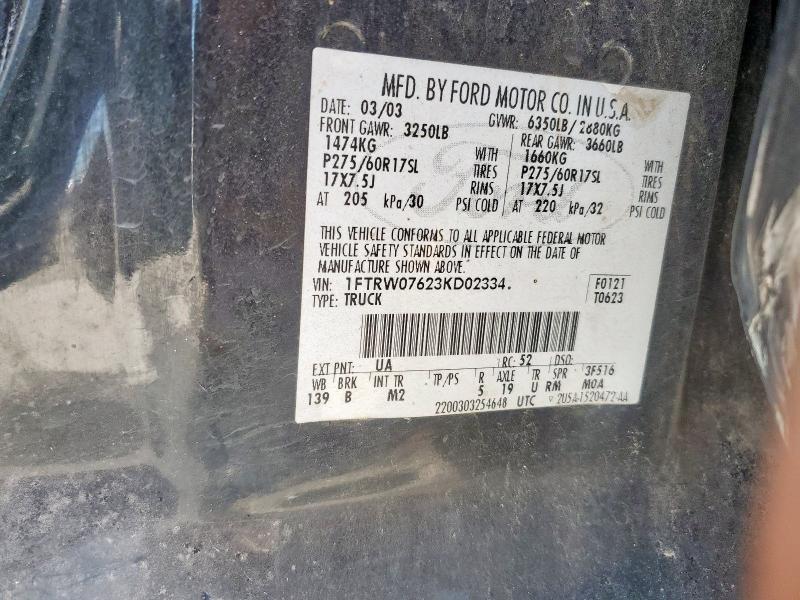 MFD. BY FORD MOTOR CO. IN U.S.A.
DATE: 03/03 GVWR: 6350LB/2880KG
FRONT GAWR: 3250LB REAR GAWR: 3660LB
1474KG WITH 1660KG WITH
P275/60R17SL TIRES P275/60R17SL TIRES
17X7.5J RIMS 17X7.5J RIMS
AT 205 kPa/30 PSI COLD AT 220 kPa/32 PSI COLD
THIS VEHICLE CONFORMS TO ALL APPLICABLE FEDERAL MOTOR
VEHICLE SAFETY STANDARDS IN EFFECT ON THE DATE OF
MANUFACTURE SHOWN ABOVE.
VIN: 1FTRW07623KD02334. F0121
TYPE: TRUCK T0623
EXT PNT: UA RC: 52 DSO:
WB BRK INT TR TP/PS R AXLE TR SPR 3F516
139 B M2 5 19 U RM MOA
2200303254648 UTC ▽ 2U5A-1520472-AA
Ford